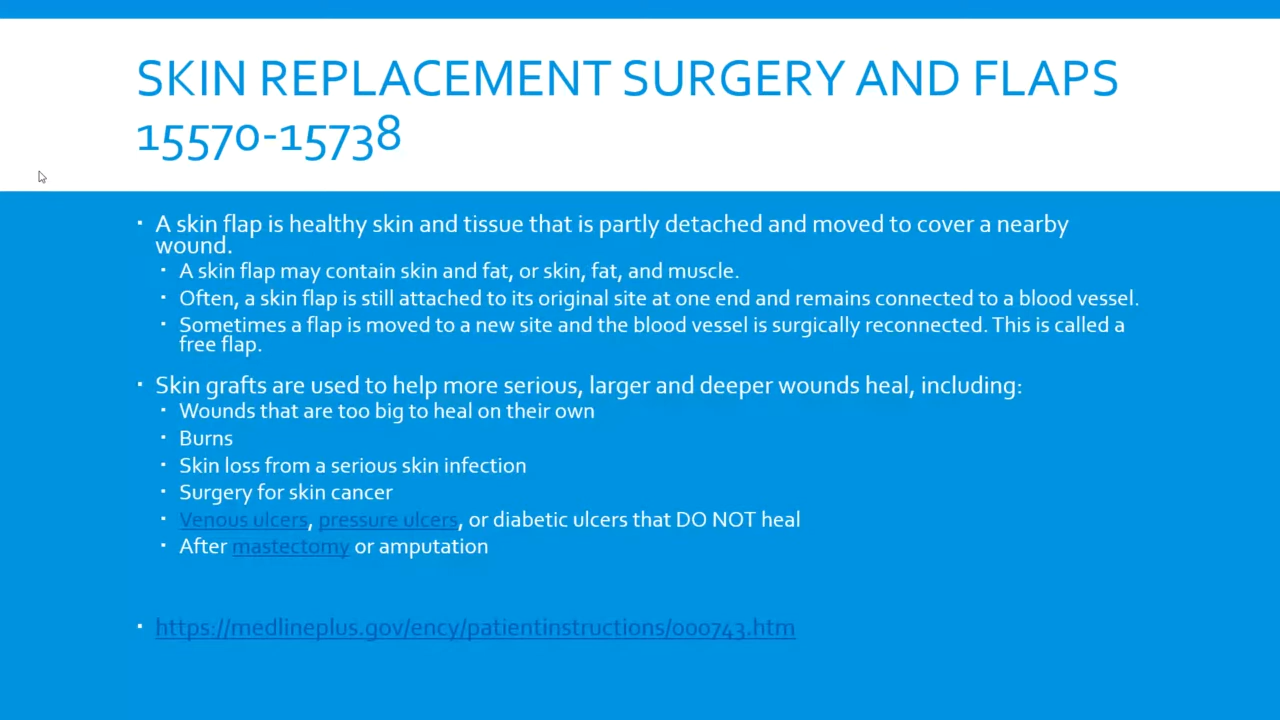 SKIN REPLACEMENT SURGERY AND FLAPS
15570-15738
▪ A skin flap is healthy skin and tissue that is partly detached and moved to cover a nearby
wound.
▪ A skin flap may contain skin and fat, or skin, fat, and muscle.
▪ Often, a skin flap is still attached to its original site at one end and remains connected to a blood vessel.
▪ Sometimes a flap is moved to a new site and the blood vessel is surgically reconnected. This is called a
free flap.
▪ Skin grafts are used to help more serious, larger and deeper wounds heal, including:
▪ Wounds that are too big to heal on their own
▪ Burns
▪ Skin loss from a serious skin infection
▪ Surgery for skin cancer
▪ Venous ulcers, pressure ulcers, or diabetic ulcers that DO NOT heal
▪ After mastectomy or amputation
▪ https://medlineplus.gov/ency/patientinstructions/000743.htm